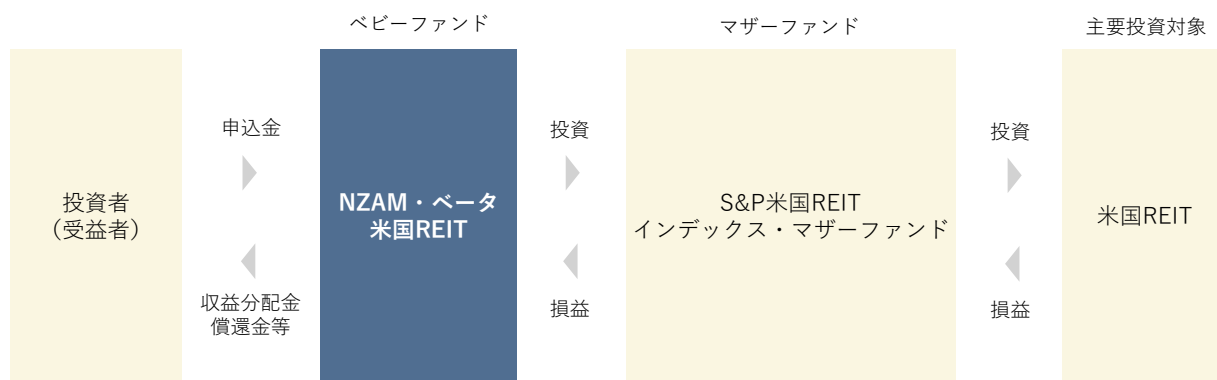 ベビーファンド
マザーファンド
主要投資対象
投資者
（受益者）
申込金
収益分配金
償還金等
NZAM・ベータ
米国REIT
投資
損益
S&P米国REIT
インデックス・マザーファンド
投資
損益
米国REIT